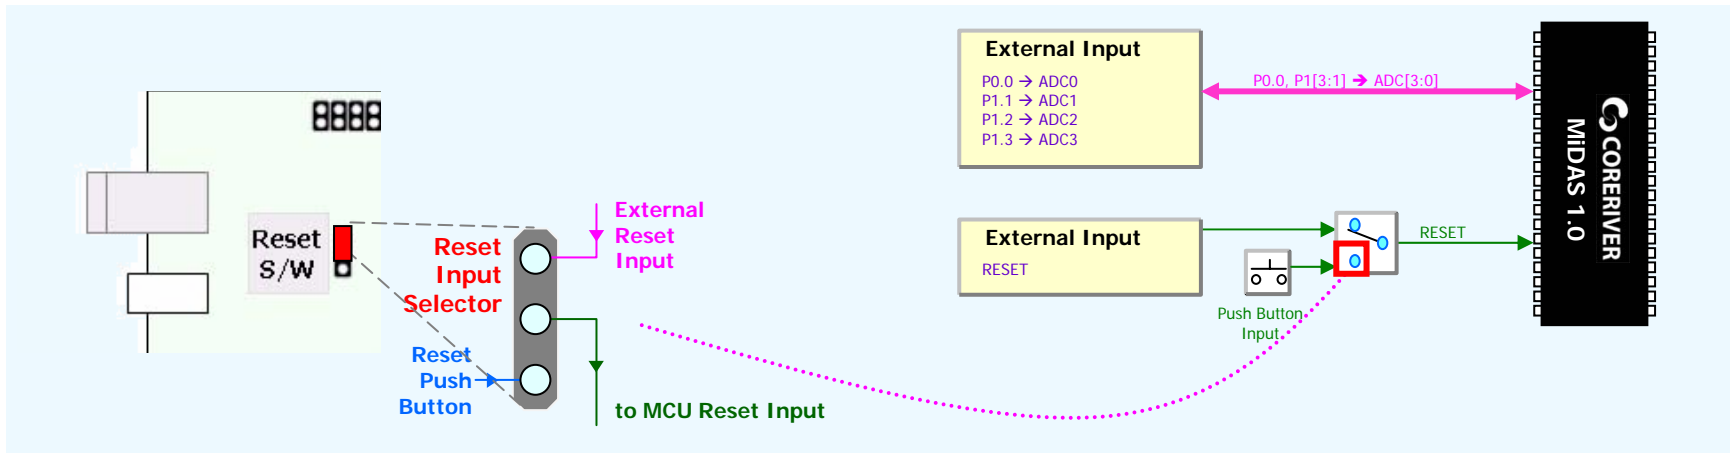 Reset
S/W
Reset
Input
Selector
External
Reset
Input
Reset
Push
Button
to MCU Reset Input
External Input
P0.0 → ADC0
P1.1 → ADC1
P1.2 → ADC2
P1.3 → ADC3
P0.0, P1[3:1] → ADC[3:0]
External Input
RESET
Push Button
Input
RESET
CORERIVER
MiDAS 1.0